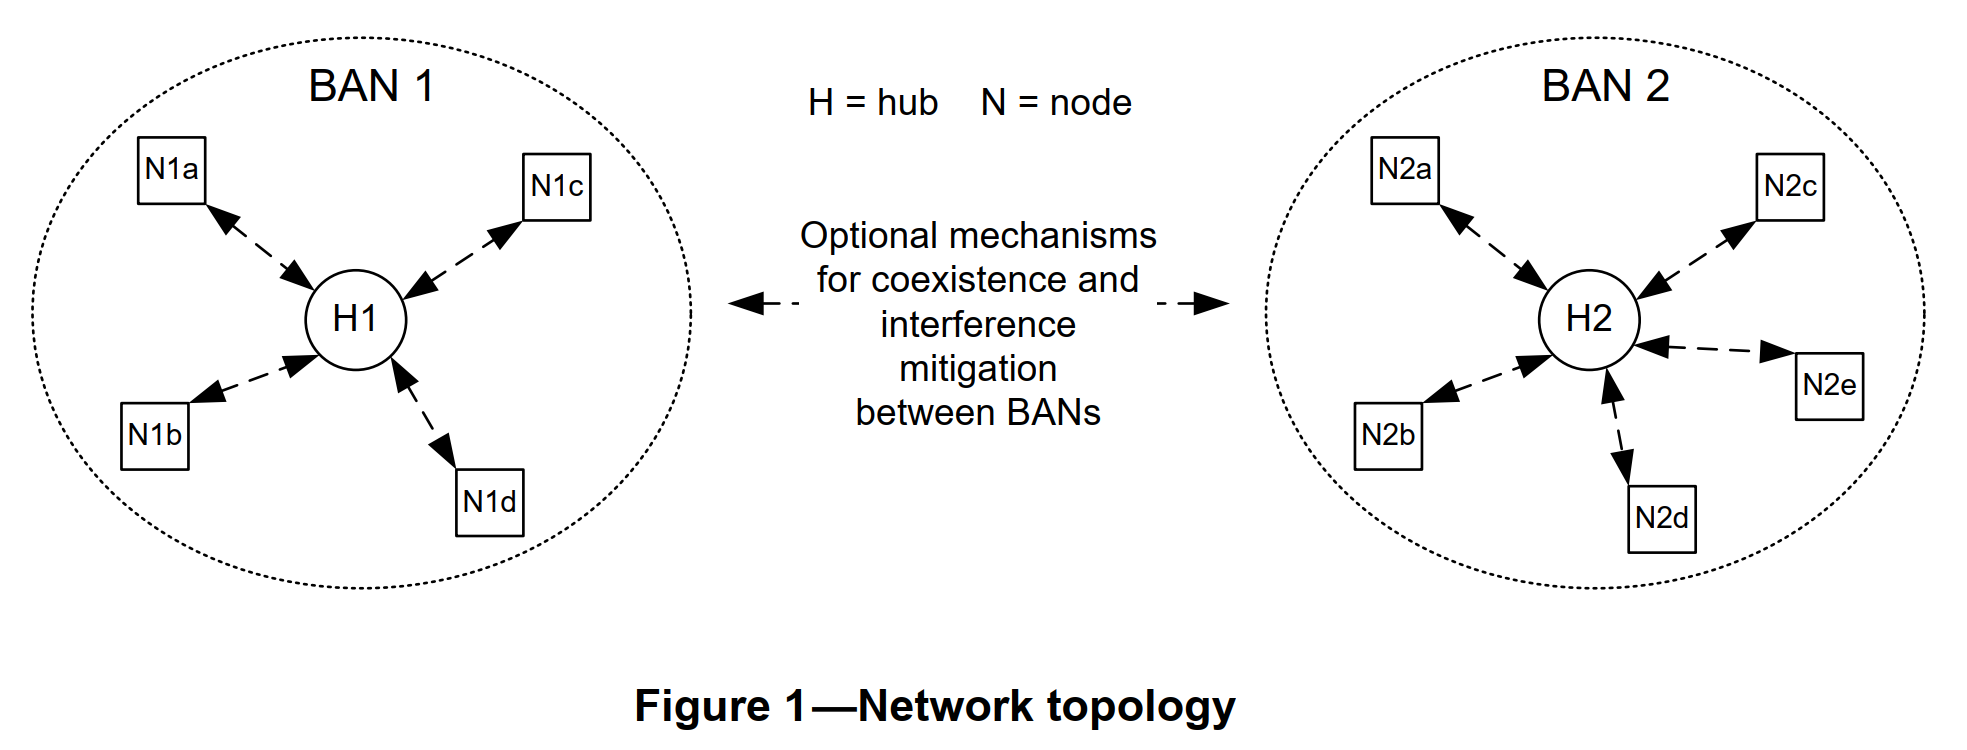 BAN 1
N1a
N1c
H1
N1b
N1d
H = hub    N = node
Optional mechanisms
for coexistence and
interference
mitigation
between BANs
BAN 2
N2a
N2c
H2
N2e
N2b
N2d
Figure 1—Network topology